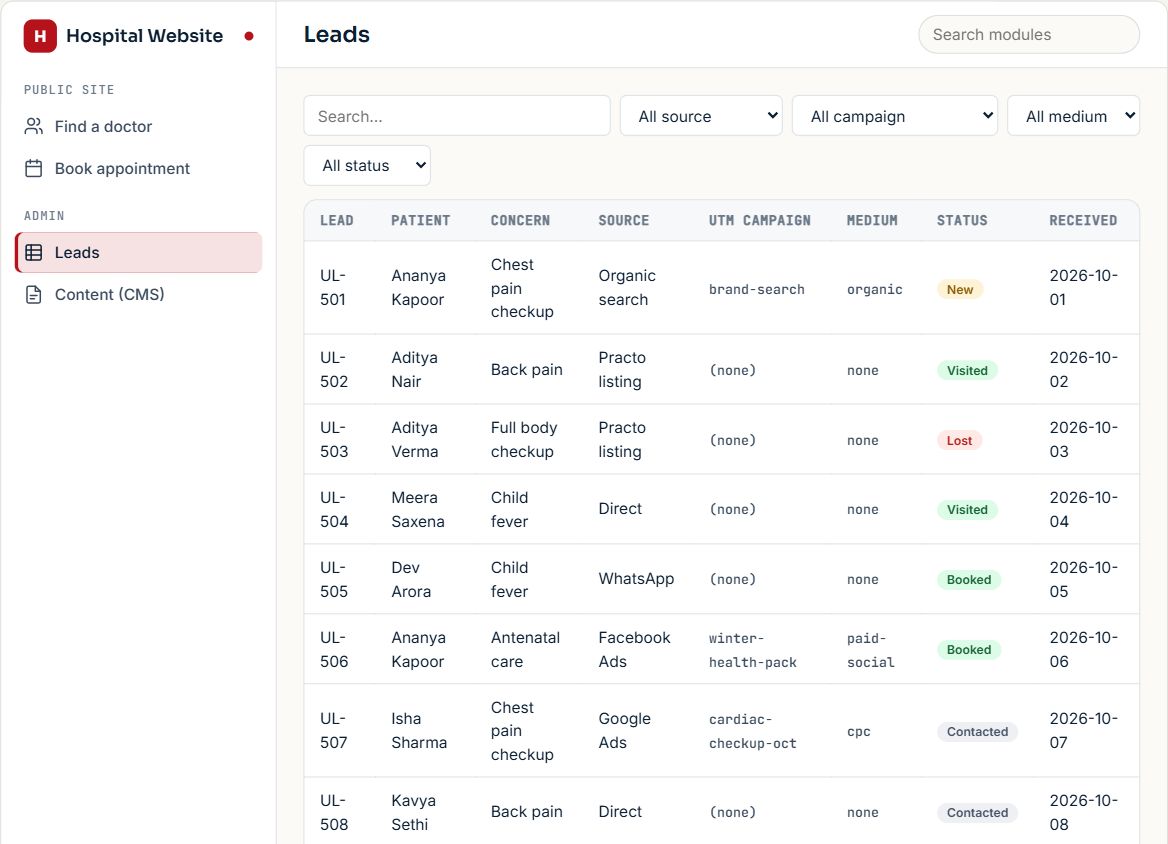 H Hospital Website
PUBLIC SITE
Find a doctor
Book appointment
ADMIN
Leads
Content (CMS)
Leads
Search modules
Search...
All source
All campaign
All medium
All status
LEAD PATIENT CONCERN SOURCE UTM CAMPAIGN MEDIUM STATUS RECEIVED
UL-
501
Ananya
Kapoor
Chest
pain
checkup
Organic
search
brand-search
organic
New
2026-10-
01
UL-
502
Aditya
Nair
Back pain
Practo
listing
(none)
none
Visited
2026-10-
02
UL-
503
Aditya
Verma
Full body
checkup
Practo
listing
(none)
none
Lost
2026-10-
03
UL-
504
Meera
Saxena
Child
fever
Direct
(none)
none
Visited
2026-10-
04
UL-
505
Dev
Arora
Child
fever
WhatsApp
(none)
none
Booked
2026-10-
05
UL-
506
Ananya
Kapoor
Antenatal
care
Facebook
Ads
winter-
health-pack
paid-
social
Booked
2026-10-
06
UL-
507
Isha
Sharma
Chest
pain
checkup
Google
Ads
cardiac-
checkup-oct
cpc
Contacted
2026-10-
07
UL-
508
Kavya
Sethi
Back pain
Direct
(none)
none
Contacted
2026-10-
08